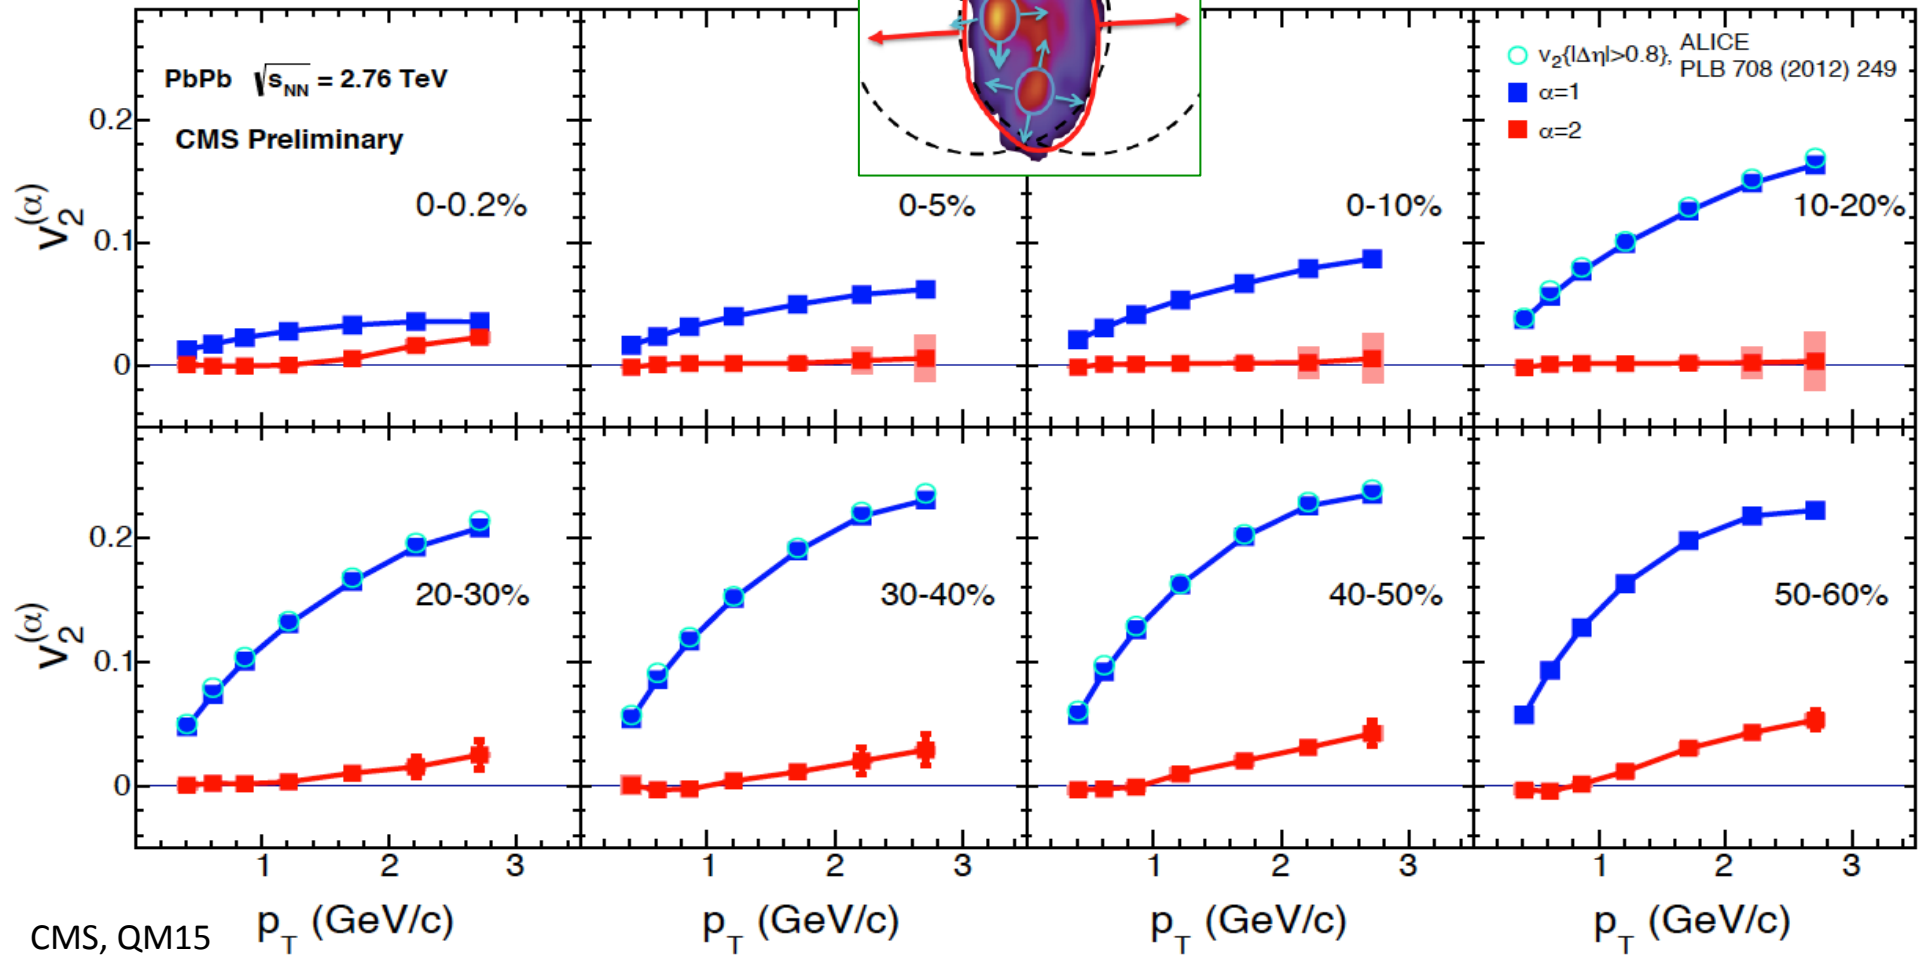 PbPb √sNN = 2.76 TeV
CMS Preliminary
v2{|Δη|>0.8}, ALICE
PLB 708 (2012) 249
α=1
α=2
0-0.2%
0-5%
0-10%
10-20%
v2(α)
0.2
0.1
0
20-30%
30-40%
40-50%
50-60%
v2(α)
0.2
0.1
0
1 2 3 1 2 3 1 2 3 1 2 3
pT (GeV/c) pT (GeV/c) pT (GeV/c) pT (GeV/c)
CMS, QM15